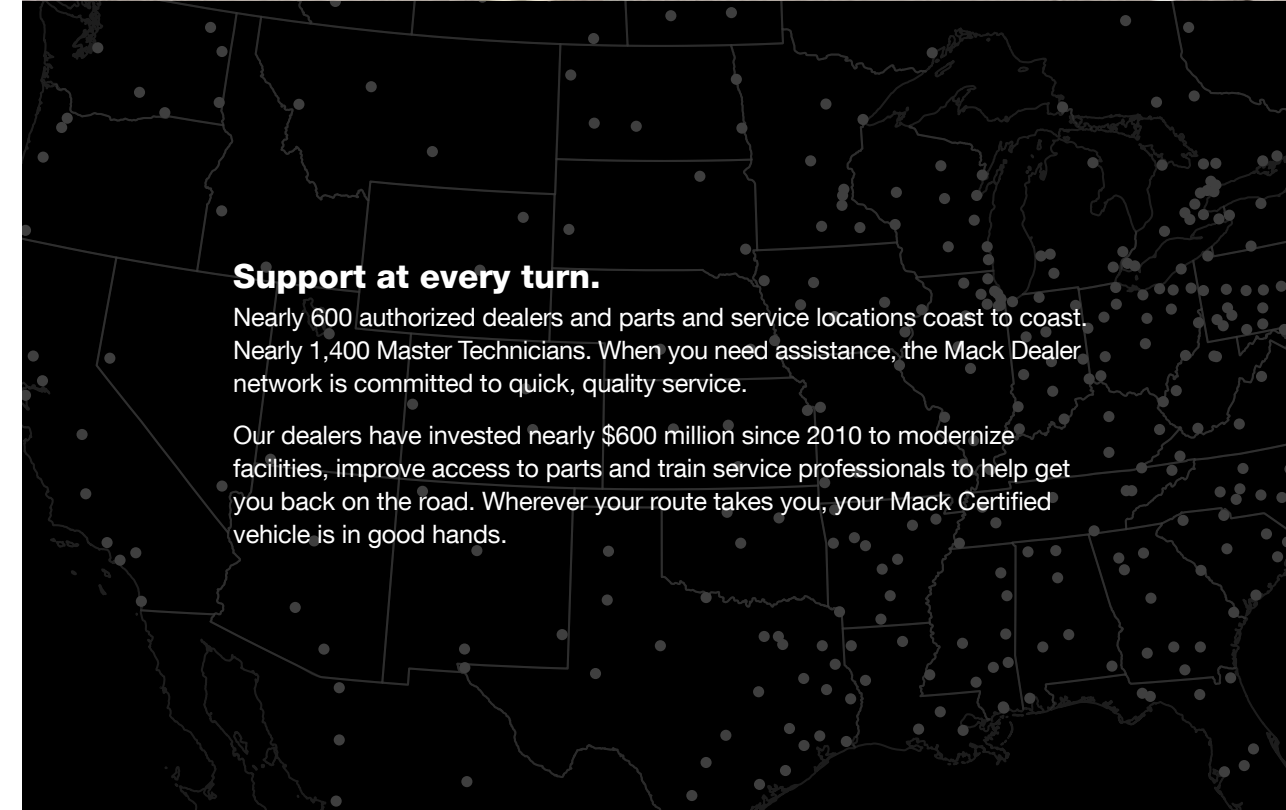 Support at every turn.
Nearly 600 authorized dealers and parts and service locations coast to coast.
Nearly 1,400 Master Technicians. When you need assistance, the Mack Dealer
network is committed to quick, quality service.
Our dealers have invested nearly $600 million since 2010 to modernize
facilities, improve access to parts and train service professionals to help get
you back on the road. Wherever your route takes you, your Mack Certified
vehicle is in good hands.